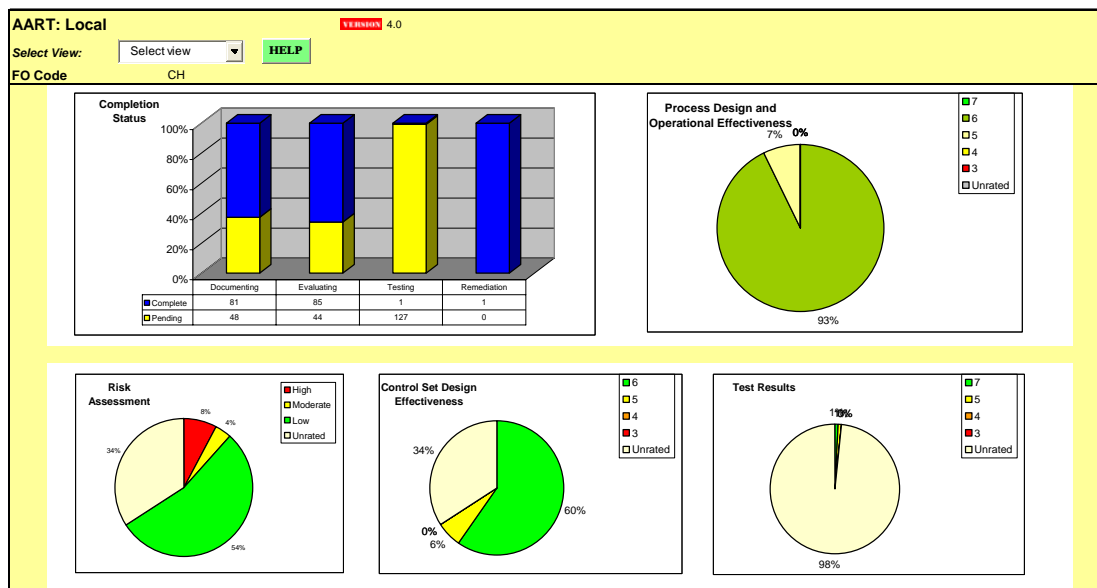 AART: Local
VERSION 4.0
Select View:
Select view
HELP
FO Code
CH
Completion
Status
100%
80%
60%
40%
20%
0%
Documenting Evaluating Testing Remediation
Complete 81 85 1 1
Pending 48 44 127 0
Process Design and
Operational Effectiveness
7% 0%
93%
7
6
5
4
3
Unrated
Risk
Assessment
High
Moderate
Low
Unrated
8%
4%
34%
54%
Control Set Design
Effectiveness
6
5
4
3
Unrated
34%
60%
0%
6%
Test Results
7
5
4
3
Unrated
1% 0%
98%